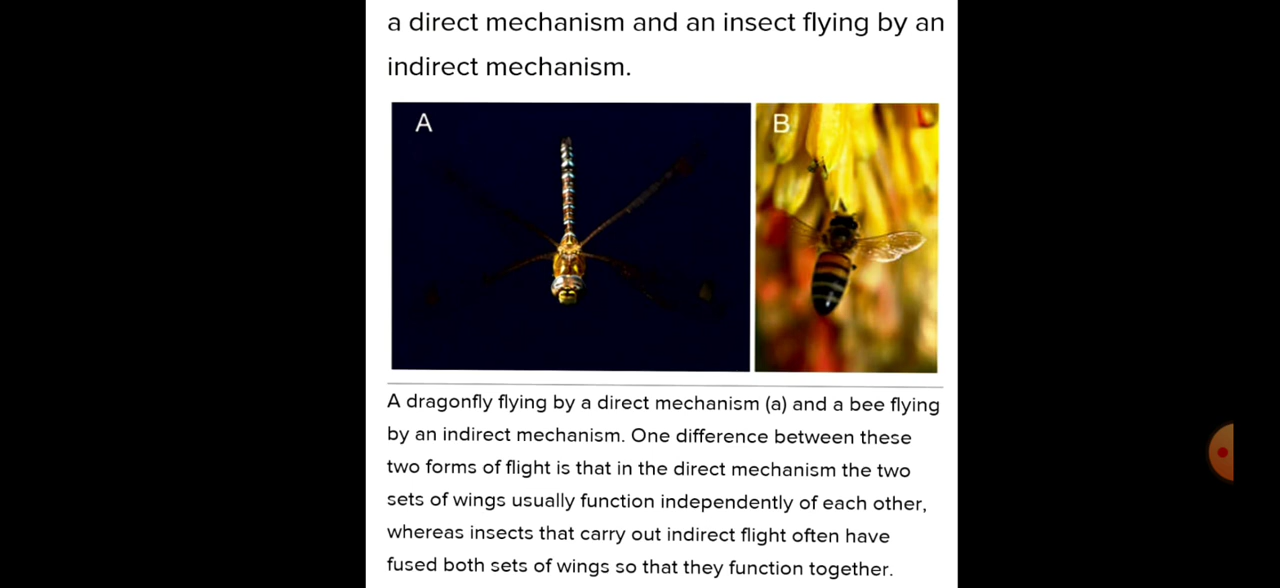 a direct mechanism and an insect flying by an
indirect mechanism.
A
B
A dragonfly flying by a direct mechanism (a) and a bee flying
by an indirect mechanism. One difference between these
two forms of flight is that in the direct mechanism the two
sets of wings usually function independently of each other,
whereas insects that carry out indirect flight often have
fused both sets of wings so that they function together.